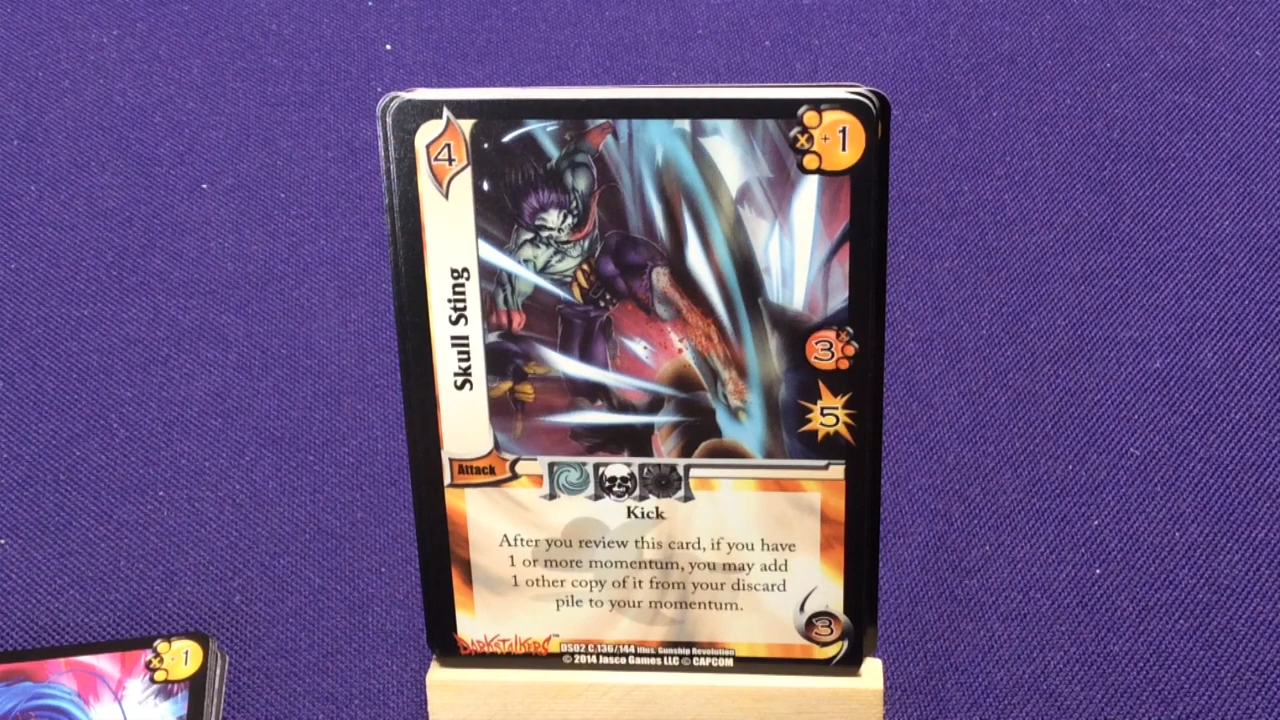 4
+1
Skull Sting
3
5
Attack
Kick
After you review this card, if you have
1 or more momentum, you may add
1 other copy of it from your discard
pile to your momentum.
3
DARKSTALKERS™
DS02 C 136/144 Illus. Gunship Revolution
© 2014 Jasco Games LLC © CAPCOM
-1